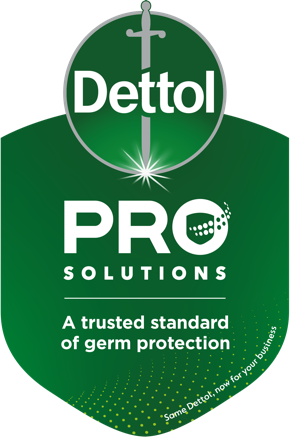 Dettol
PRO
SOLUTIONS
A trusted standard
of germ protection
Same Dettol, now for your business